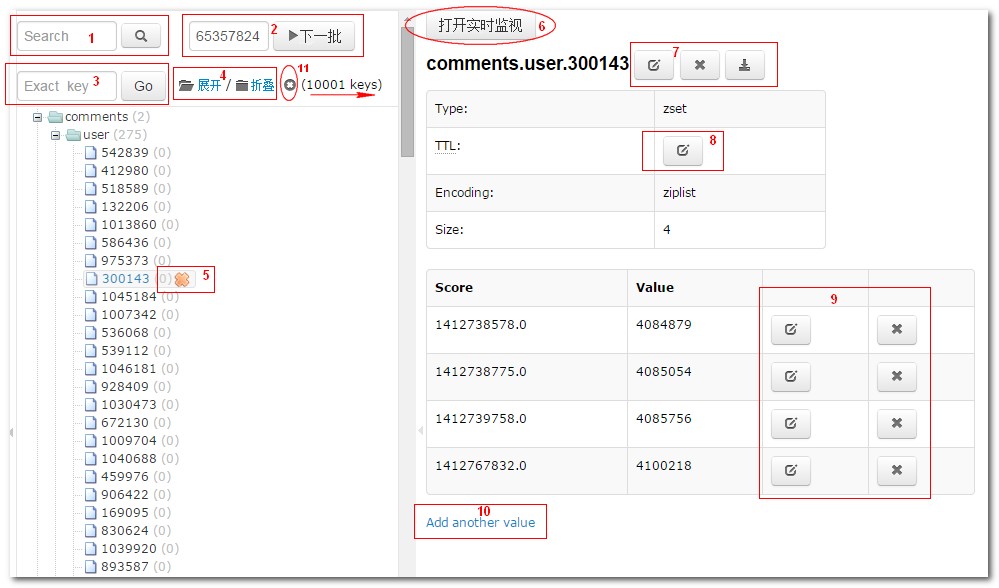 Search 1
65357824 2 下一批
Exact key 3 Go
4 展开 / 折叠 11 (10001 keys)
comments (2)
user (275)
542839 (0)
412980 (0)
518589 (0)
132206 (0)
1013860 (0)
586436 (0)
975373 (0)
300143 (0) 5
1045184 (0)
1007342 (0)
536068 (0)
539112 (0)
1046181 (0)
928409 (0)
1030473 (0)
672130 (0)
1009704 (0)
1040688 (0)
459976 (0)
906422 (0)
169095 (0)
830624 (0)
1039920 (0)
893587 (0)
打开实时监视 6
comments.user.300143 7
Type: zset
TTL: 8
Encoding: ziplist
Size: 4
Score Value 9
1412738578.0 4084879
1412738775.0 4085054
1412739758.0 4085756
1412767832.0 4100218
10
Add another value